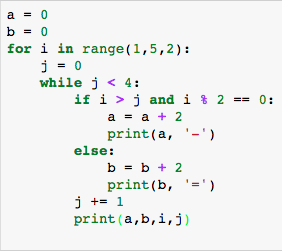 a = 0
b = 0
for i in range(1,5,2):
    j = 0
    while j < 4:
        if i > j and i % 2 == 0:
            a = a + 2
            print(a, '-')
        else:
            b = b + 2
            print(b, '=')
        j += 1
        print(a,b,i,j)